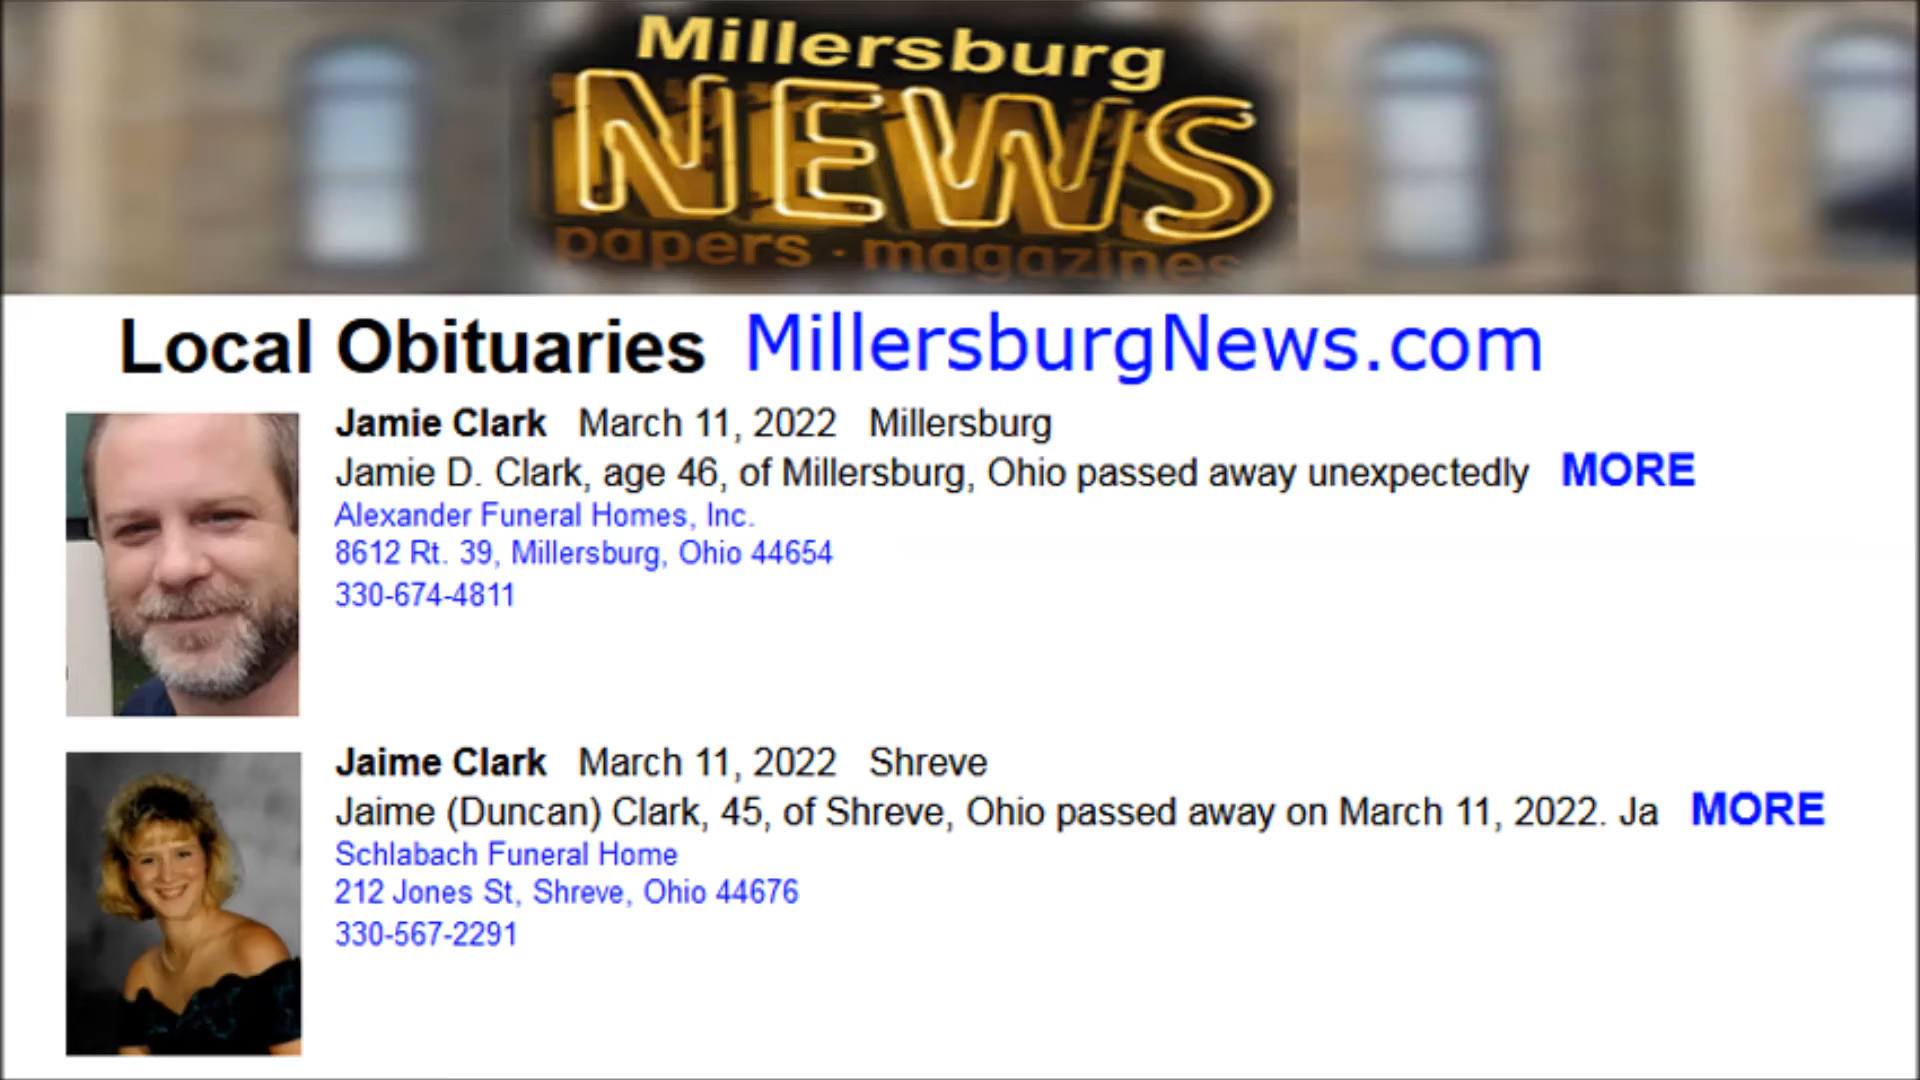 Millersburg
NEWS
papers · magazines
Local Obituaries MillersburgNews.com
Jamie Clark March 11, 2022 Millersburg
Jamie D. Clark, age 46, of Millersburg, Ohio passed away unexpectedly MORE
Alexander Funeral Homes, Inc.
8612 Rt. 39, Millersburg, Ohio 44654
330-674-4811
Jaime Clark March 11, 2022 Shreve
Jaime (Duncan) Clark, 45, of Shreve, Ohio passed away on March 11, 2022. Ja MORE
Schlabach Funeral Home
212 Jones St, Shreve, Ohio 44676
330-567-2291